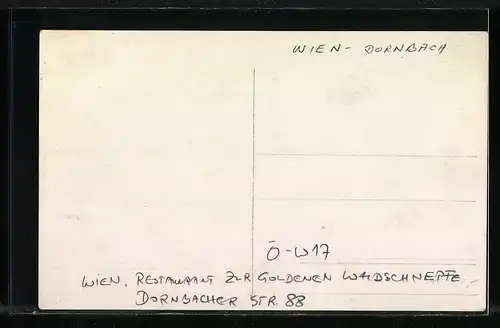 WIEN - DORNBACH
Ö-W17
WIEN, RESTAURANT ZUR GOLDENEN WALDSCHNEPFE,-
DORNBACHER STR. 88